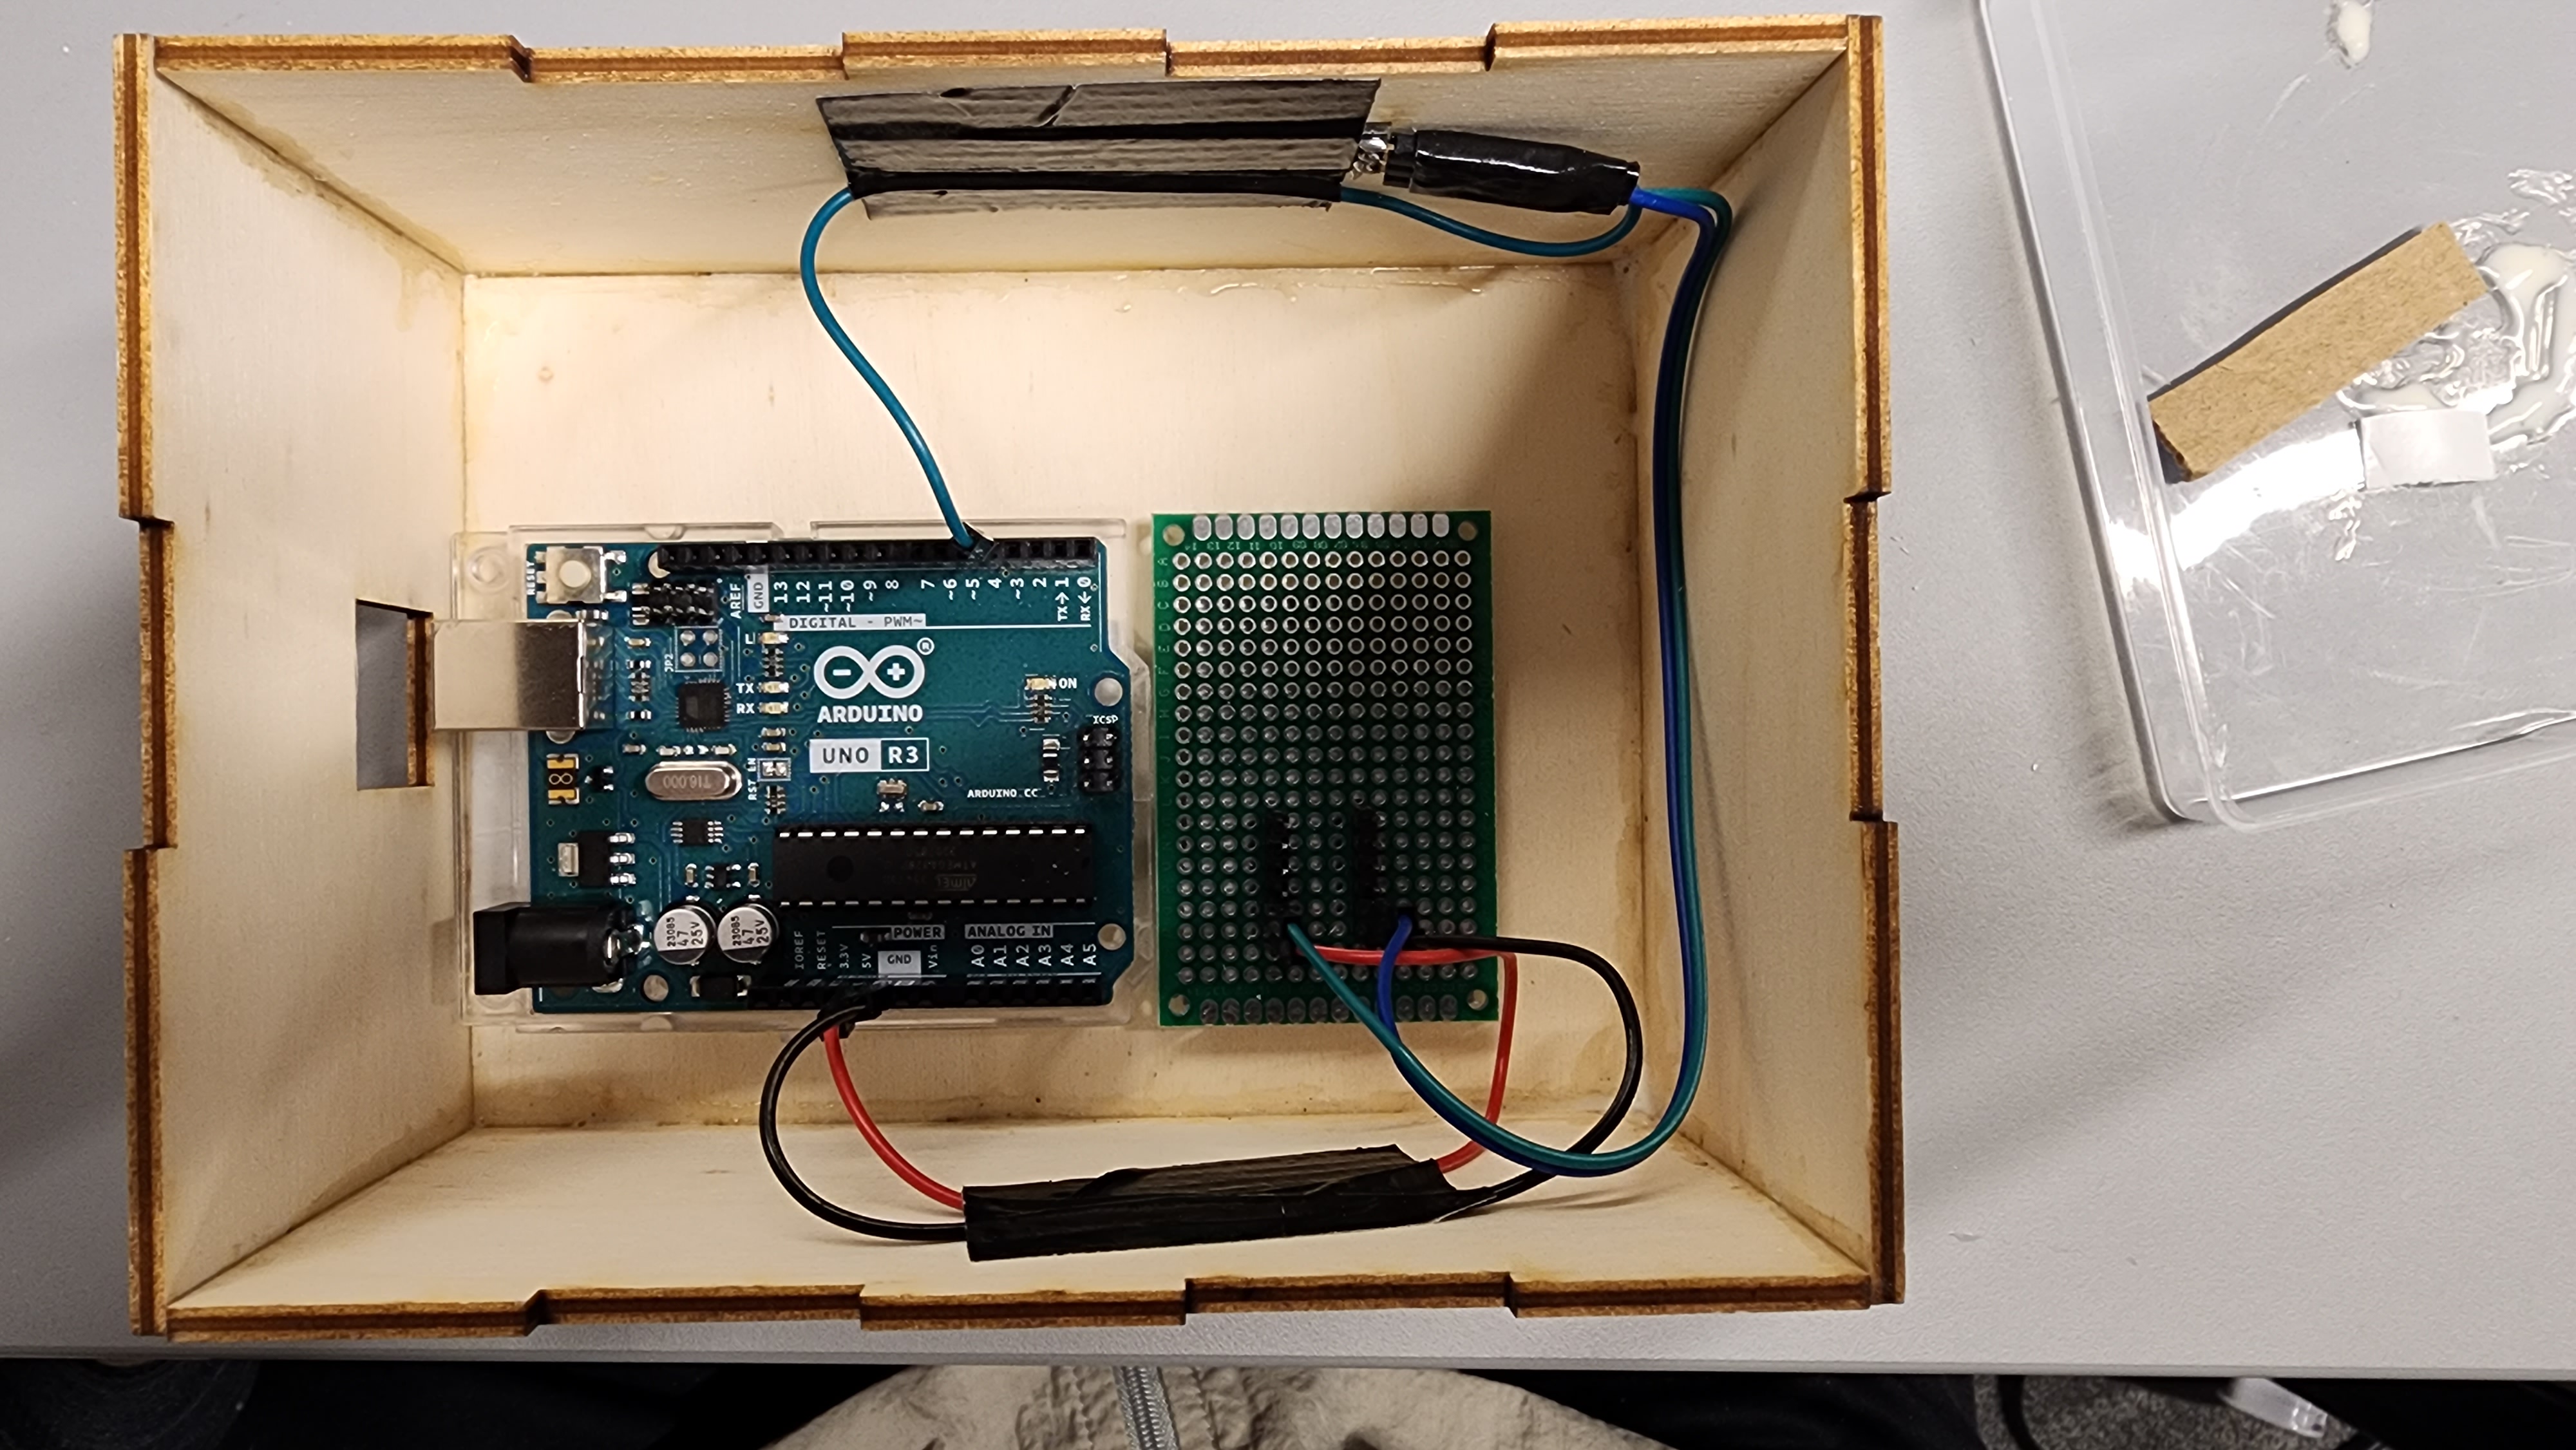 RESET
23085
47
25V
T16.000
JP2
23085
47
25V
RST EN
RX
TX
L
AREF
GND
IOREF
RESET
3.3V
5V
GND
Vin
POWER
A0
A1
A2
A3
A4
A5
ANALOG IN
UNO R3
ARDUINO
ARDUINO.CC
13
12
~11
~10
~9
8
7
~6
~5
4
~3
2
TX→1
RX←0
DIGITAL - PWM~
ON
ICSP
K J I H G F E D C B A